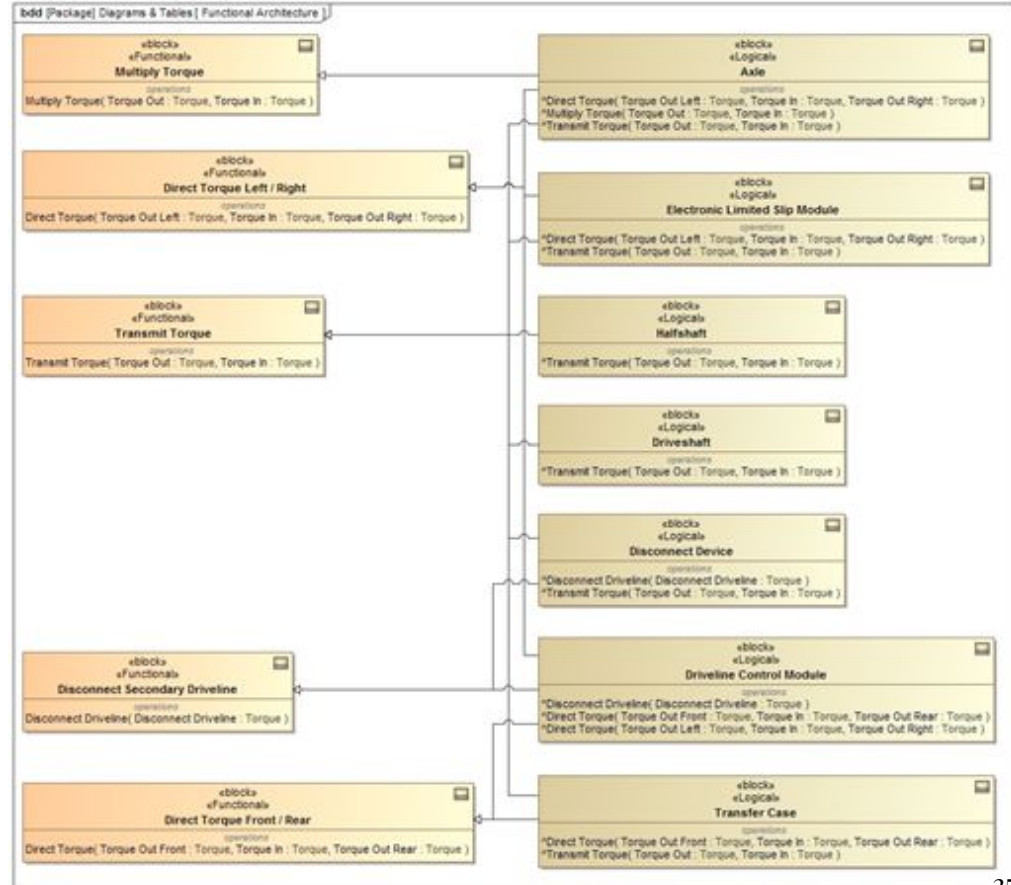 bdd [Package] Diagrams & Tables [ Functional Architecture ]
«block»
«Functional»
Multiply Torque
operations
Multiply Torque( Torque Out : Torque, Torque In : Torque )
«block»
«Functional»
Direct Torque Left / Right
operations
Direct Torque( Torque Out Left : Torque, Torque In : Torque, Torque Out Right : Torque )
«block»
«Functional»
Transmit Torque
operations
Transmit Torque( Torque Out : Torque, Torque In : Torque )
«block»
«Functional»
Disconnect Secondary Driveline
operations
Disconnect Driveline( Disconnect Driveline : Torque )
«block»
«Functional»
Direct Torque Front / Rear
operations
Direct Torque( Torque Out Front : Torque, Torque In : Torque, Torque Out Rear : Torque )
«block»
«Logical»
Axle
operations
^Direct Torque( Torque Out Left : Torque, Torque In : Torque, Torque Out Right : Torque )
^Multiply Torque( Torque Out : Torque, Torque In : Torque )
^Transmit Torque( Torque Out : Torque, Torque In : Torque )
«block»
«Logical»
Electronic Limited Slip Module
operations
^Direct Torque( Torque Out Left : Torque, Torque In : Torque, Torque Out Right : Torque )
^Transmit Torque( Torque Out : Torque, Torque In : Torque )
«block»
«Logical»
Halfshaft
operations
^Transmit Torque( Torque Out : Torque, Torque In : Torque )
«block»
«Logical»
Driveshaft
operations
^Transmit Torque( Torque Out : Torque, Torque In : Torque )
«block»
«Logical»
Disconnect Device
operations
^Disconnect Driveline( Disconnect Driveline : Torque )
^Transmit Torque( Torque Out : Torque, Torque In : Torque )
«block»
«Logical»
Driveline Control Module
operations
^Disconnect Driveline( Disconnect Driveline : Torque )
^Direct Torque( Torque Out Front : Torque, Torque In : Torque, Torque Out Rear : Torque )
^Direct Torque( Torque Out Left : Torque, Torque In : Torque, Torque Out Right : Torque )
«block»
«Logical»
Transfer Case
operations
^Direct Torque( Torque Out Front : Torque, Torque In : Torque, Torque Out Rear : Torque )
^Transmit Torque( Torque Out : Torque, Torque In : Torque )